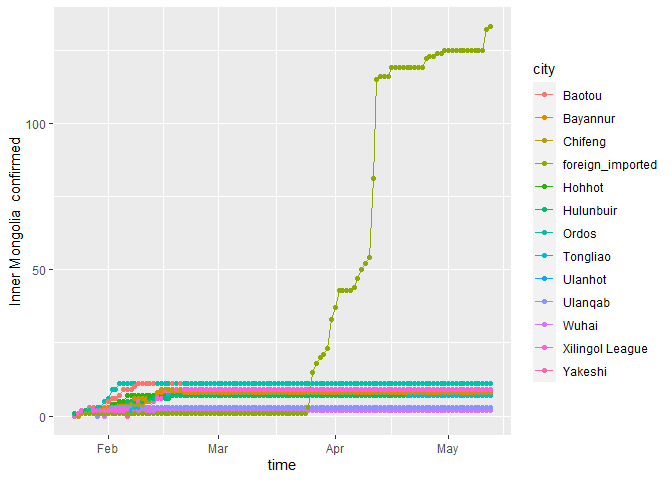 Inner Mongolia confirmed
100
50
0
Feb
Mar
Apr
May
time
city
Baotou
Bayannur
Chifeng
foreign_imported
Hohhot
Hulunbuir
Ordos
Tongliao
Ulanhot
Ulanqab
Wuhai
Xilingol League
Yakeshi